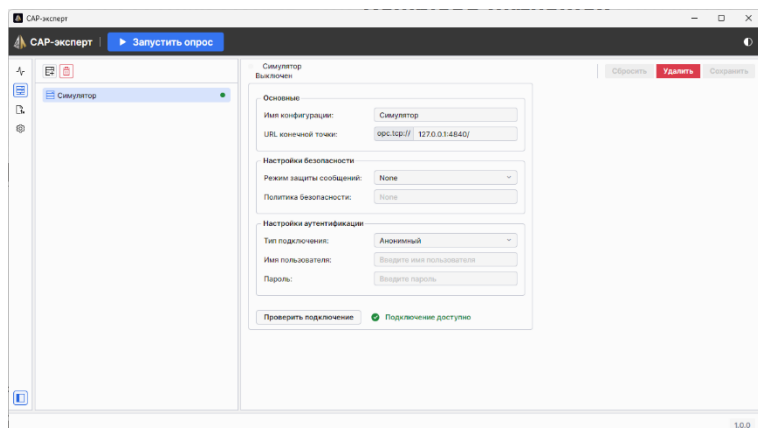 CAP-эксперт
CAP-эксперт
Запустить опрос
Симулятор
Симулятор
Выключен
Сбросить Удалить Сохранить
Основные
Имя конфигурации: Симулятор
URL конечной точки: opc.tcp:// 127.0.0.1:4840/
Настройки безопасности
Режим защиты сообщений: None
Политика безопасности: None
Настройки аутентификации
Тип подключения: Анонимный
Имя пользователя: Введите имя пользователя
Пароль: Введите пароль
Проверить подключение Подключение доступно
1.0.0